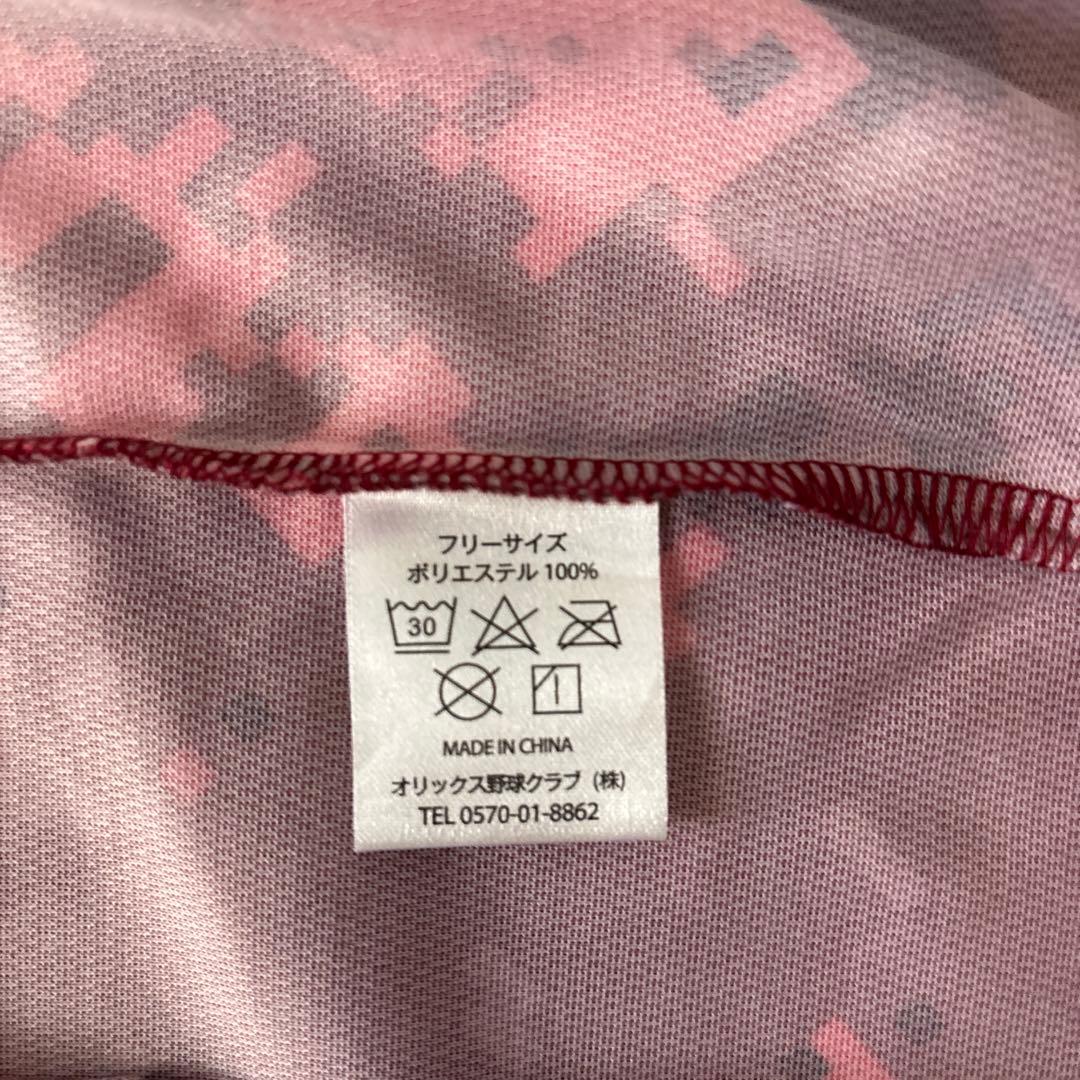 フリーサイズ
ポリエステル 100%
30
MADE IN CHINA
オリックス野球クラブ (株)
TEL 0570-01-8862